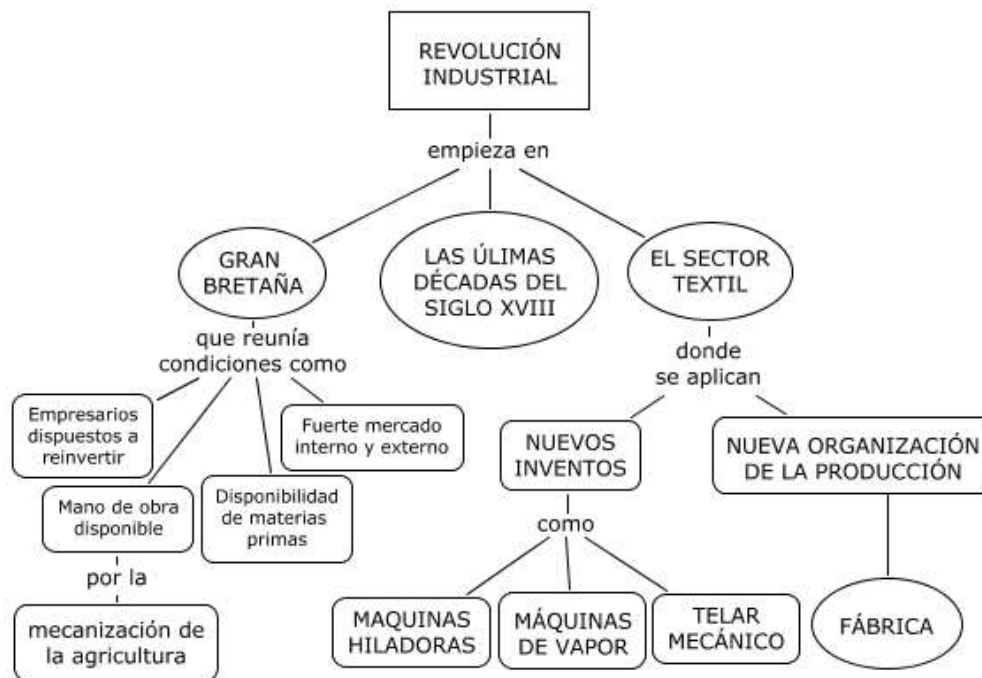 REVOLUCIÓN
INDUSTRIAL
empieza en
GRAN
BRETAÑA
LAS ÚLIMAS
DÉCADAS DEL
SIGLO XVIII
EL SECTOR
TEXTIL
que reunía
condiciones como
Empresarios
dispuestos a
reinvertir
Mano de obra
disponible
Disponibilidad
de materias
primas
Fuerte mercado
interno y externo
por la
mecanización de
la agricultura
donde
se aplican
NUEVOS
INVENTOS
NUEVA ORGANIZACIÓN
DE LA PRODUCCIÓN
como
MAQUINAS
HILADORAS
MÁQUINAS
DE VAPOR
TELAR
MECÁNICO
FÁBRICA